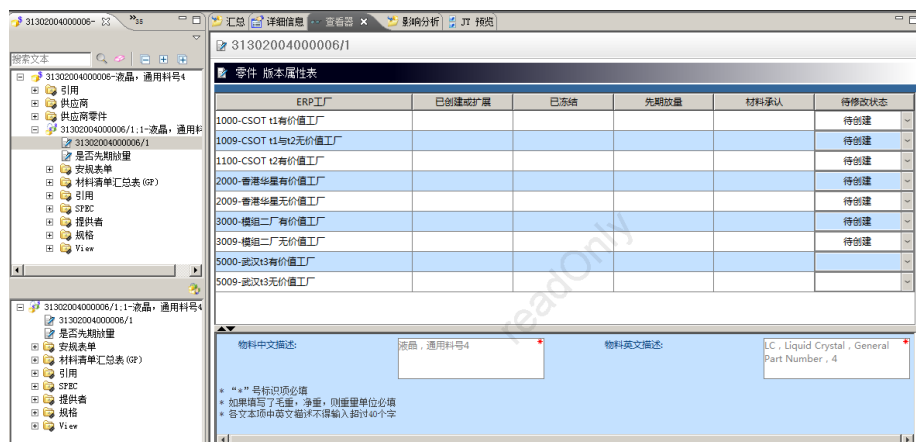 31302004000006-
»38
汇总
详细信息
查看器
影响分析
JT 预览
搜索文本
31302004000006-液晶，通用料号4
引用
供应商
供应商零件
31302004000006/1;1-液晶，通用料
31302004000006/1
是否先期放量
安规表单
材料清单汇总表(GP)
引用
SPEC
提供者
规格
View
31302004000006/1;1-液晶，通用料号4
31302004000006/1
是否先期放量
安规表单
材料清单汇总表(GP)
引用
SPEC
提供者
规格
View
31302004000006/1
零件 版本属性表
ERP工厂 已创建或扩展 已冻结 先期放量 材料承认 待修改状态
1000-CSOT t1有价值工厂 待创建
1009-CSOT t1与t2无价值工厂 待创建
1100-CSOT t2有价值工厂 待创建
2000-香港华星有价值工厂 待创建
2009-香港华星无价值工厂 待创建
3000-模组二厂有价值工厂 待创建
3009-模组二厂无价值工厂 待创建
5000-武汉t3有价值工厂
5009-武汉t3无价值工厂
readOnly
物料中文描述: 液晶，通用料号4 *
物料英文描述: LC，Liquid Crystal，General *
Part Number，4
* “*”号标识项必填
* 如果填写了毛重，净重，则重量单位必填
* 各文本项中英文描述不得输入超过40个字